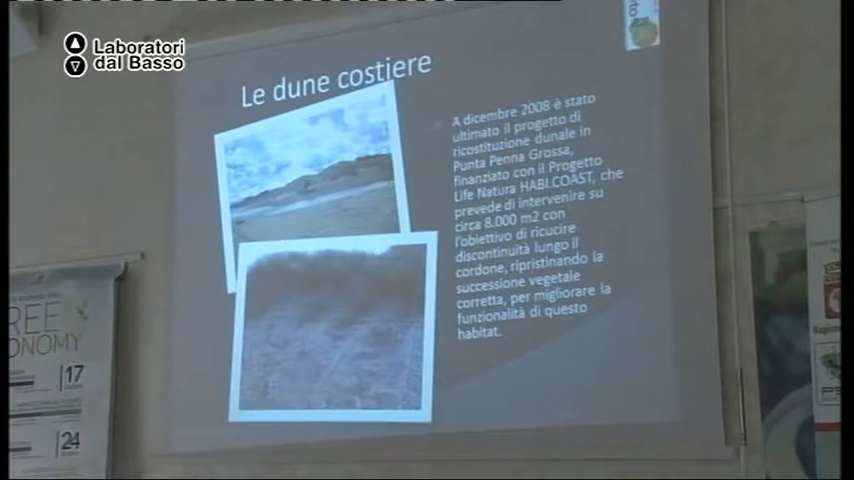 Laboratori
dal Basso
Le dune costiere
A dicembre 2008 è stato
ultimato il progetto di
ricostituzione dunale in
Punta Penna Grossa,
finanziato con il Progetto
Life Natura HABI.COAST, che
prevede di intervenire su
circa 8.000 m2 con
l'obiettivo di ricucire
discontinuità lungo il
cordone, ripristinando la
successione vegetale
corretta, per migliorare la
funzionalità di questo
habitat.
17
24